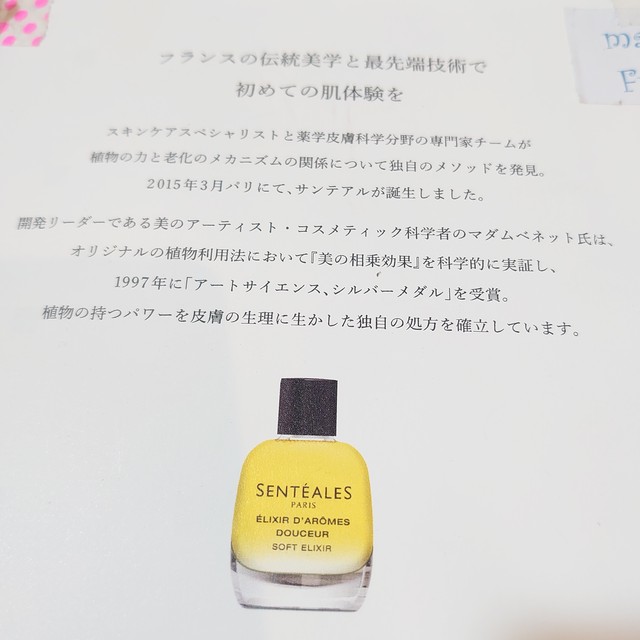 フランスの伝統美学と最先端技術で
初めての肌体験を
スキンケアスペシャリストと薬学皮膚科学分野の専門家チームが
植物の力と老化のメカニズムの関係について独自のメソッドを発見。
2015年3月パリにて、サンテアルが誕生しました。
開発リーダーである美のアーティスト・コスメティック科学者のマダムベネット氏は、
オリジナルの植物利用法において『美の相乗効果』を科学的に実証し、
1997年に「アートサイエンス、シルバーメダル」を受賞。
植物の持つパワーを皮膚の生理に生かした独自の処方を確立しています。
SENTÉALES
PARIS
ÉLIXIR D'ARÔMES
DOUCEUR
SOFT ELIXIR